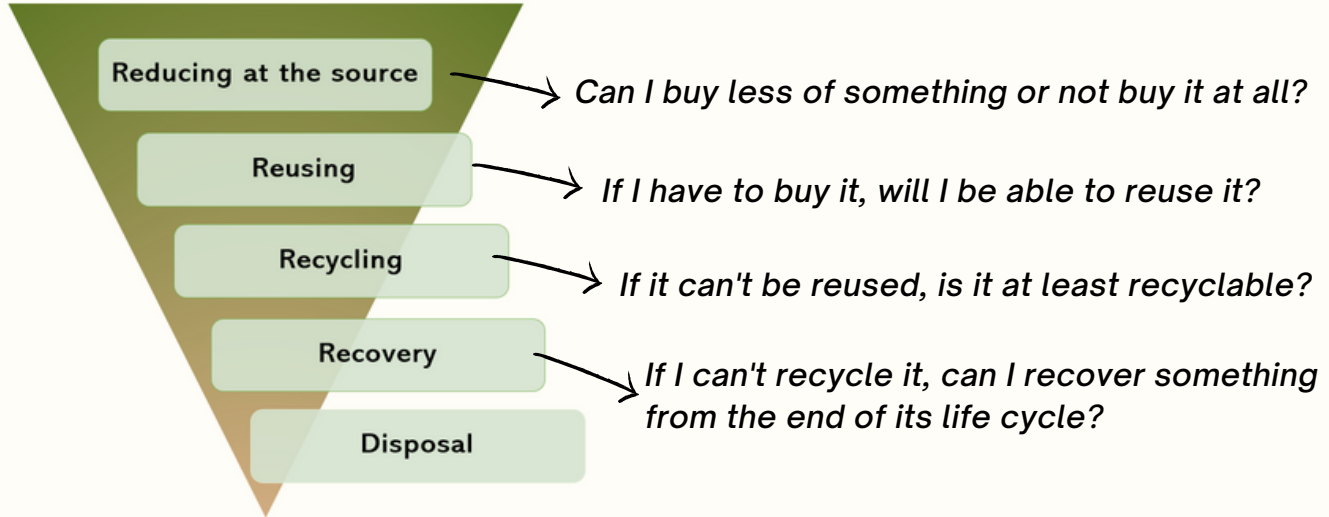 Reducing at the source
Can I buy less of something or not buy it at all?
Reusing
If I have to buy it, will I be able to reuse it?
Recycling
If it can't be reused, is it at least recyclable?
Recovery
If I can't recycle it, can I recover something
from the end of its life cycle?
Disposal